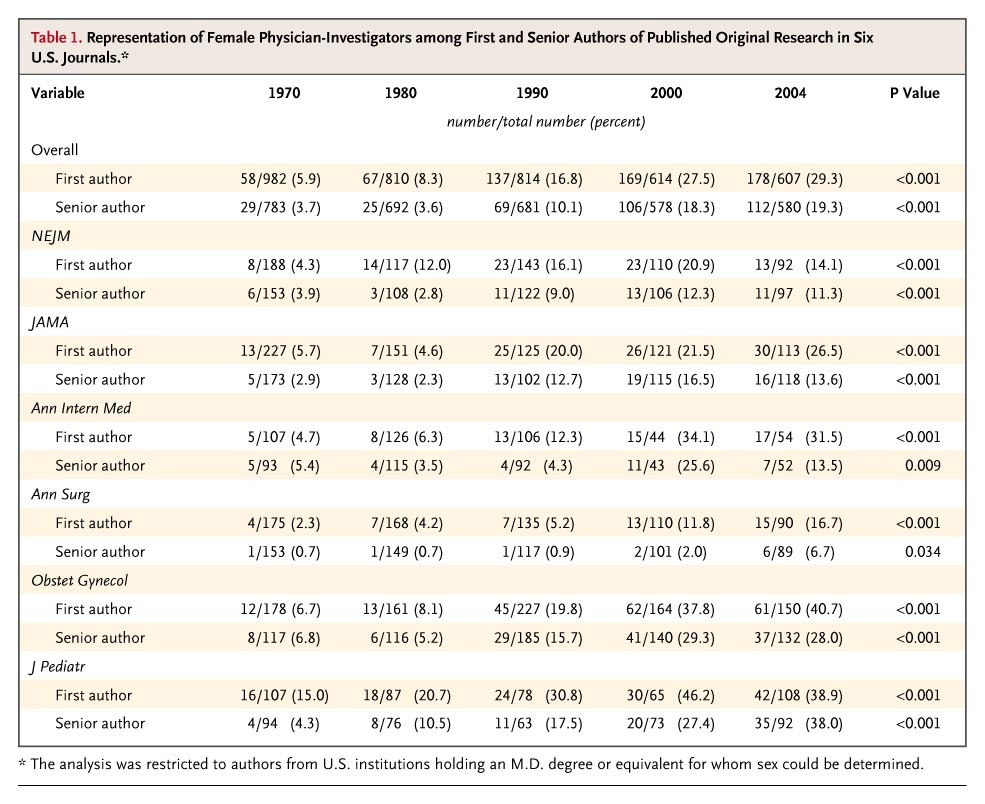 Table 1. Representation of Female Physician-Investigators among First and Senior Authors of Published Original Research in Six
U.S. Journals.*
Variable 1970 1980 1990 2000 2004 P Value
number/total number (percent)
Overall
First author 58/982 (5.9) 67/810 (8.3) 137/814 (16.8) 169/614 (27.5) 178/607 (29.3) <0.001
Senior author 29/783 (3.7) 25/692 (3.6) 69/681 (10.1) 106/578 (18.3) 112/580 (19.3) <0.001
NEJM
First author 8/188 (4.3) 14/117 (12.0) 23/143 (16.1) 23/110 (20.9) 13/92 (14.1) <0.001
Senior author 6/153 (3.9) 3/108 (2.8) 11/122 (9.0) 13/106 (12.3) 11/97 (11.3) <0.001
JAMA
First author 13/227 (5.7) 7/151 (4.6) 25/125 (20.0) 26/121 (21.5) 30/113 (26.5) <0.001
Senior author 5/173 (2.9) 3/128 (2.3) 13/102 (12.7) 19/115 (16.5) 16/118 (13.6) <0.001
Ann Intern Med
First author 5/107 (4.7) 8/126 (6.3) 13/106 (12.3) 15/44 (34.1) 17/54 (31.5) <0.001
Senior author 5/93 (5.4) 4/115 (3.5) 4/92 (4.3) 11/43 (25.6) 7/52 (13.5) 0.009
Ann Surg
First author 4/175 (2.3) 7/168 (4.2) 7/135 (5.2) 13/110 (11.8) 15/90 (16.7) <0.001
Senior author 1/153 (0.7) 1/149 (0.7) 1/117 (0.9) 2/101 (2.0) 6/89 (6.7) 0.034
Obstet Gynecol
First author 12/178 (6.7) 13/161 (8.1) 45/227 (19.8) 62/164 (37.8) 61/150 (40.7) <0.001
Senior author 8/117 (6.8) 6/116 (5.2) 29/185 (15.7) 41/140 (29.3) 37/132 (28.0) <0.001
J Pediatr
First author 16/107 (15.0) 18/87 (20.7) 24/78 (30.8) 30/65 (46.2) 42/108 (38.9) <0.001
Senior author 4/94 (4.3) 8/76 (10.5) 11/63 (17.5) 20/73 (27.4) 35/92 (38.0) <0.001
* The analysis was restricted to authors from U.S. institutions holding an M.D. degree or equivalent for whom sex could be determined.